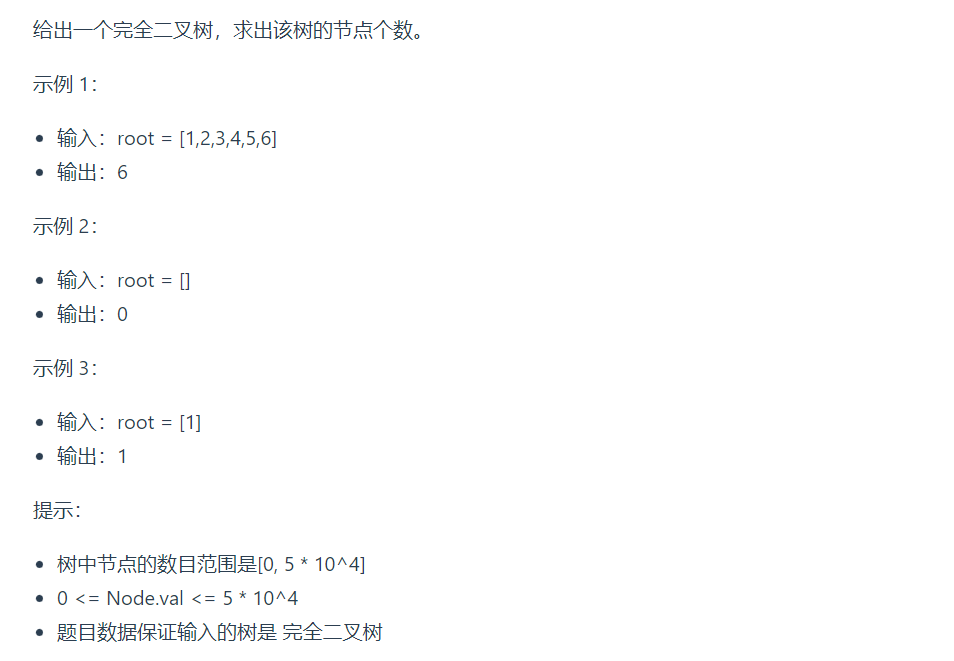 给出一个完全二叉树，求出该树的节点个数。
示例 1：
输入：root = [1,2,3,4,5,6]
输出：6
示例 2：
输入：root = []
输出：0
示例 3：
输入：root = [1]
输出：1
提示：
树中节点的数目范围是[0, 5 * 10^4]
0 <= Node.val <= 5 * 10^4
题目数据保证输入的树是 完全二叉树